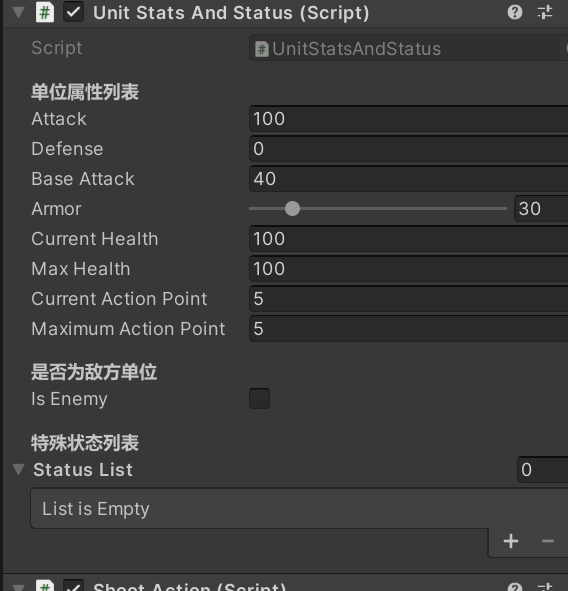 Unit Stats And Status (Script)
Script UnitStatsAndStatus
单位属性列表
Attack 100
Defense 0
Base Attack 40
Armor 30
Current Health 100
Max Health 100
Current Action Point 5
Maximum Action Point 5
是否为敌方单位
Is Enemy
特殊状态列表
Status List 0
List is Empty
Shoot Action (Script)